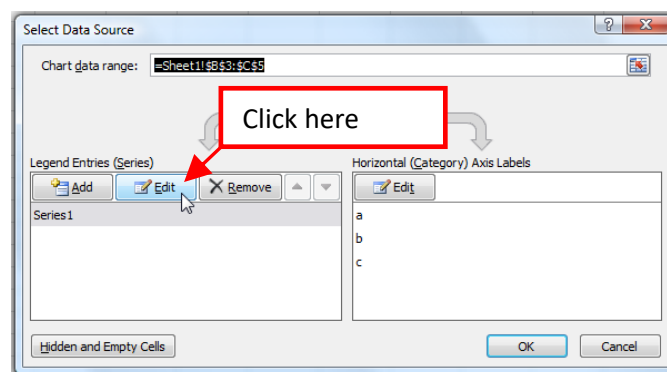 Select Data Source
Chart data range: =Sheet1!$B$3:$C$5
Click here
Legend Entries (Series)
Add Edit Remove
Series1
Horizontal (Category) Axis Labels
Edit
a
b
c
Hidden and Empty Cells
OK Cancel